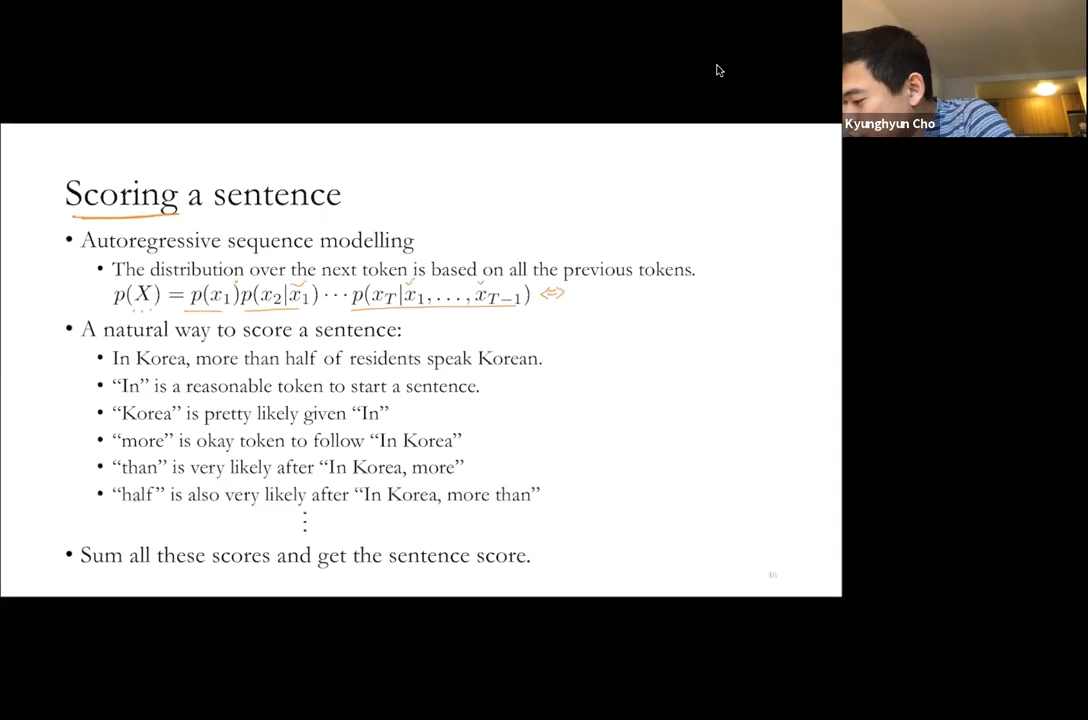 Kyunghyun Cho
Scoring a sentence
• Autoregressive sequence modelling
• The distribution over the next token is based on all the previous tokens.
p(X) = p(x₁)p(x₂|x₁) ⋯ p(x_T|x₁, . . . , x_{T−1}) ⇔
• A natural way to score a sentence:
• In Korea, more than half of residents speak Korean.
• “In” is a reasonable token to start a sentence.
• “Korea” is pretty likely given “In”
• “more” is okay token to follow “In Korea”
• “than” is very likely after “In Korea, more”
• “half” is also very likely after “In Korea, more than”
⋮
• Sum all these scores and get the sentence score.
46